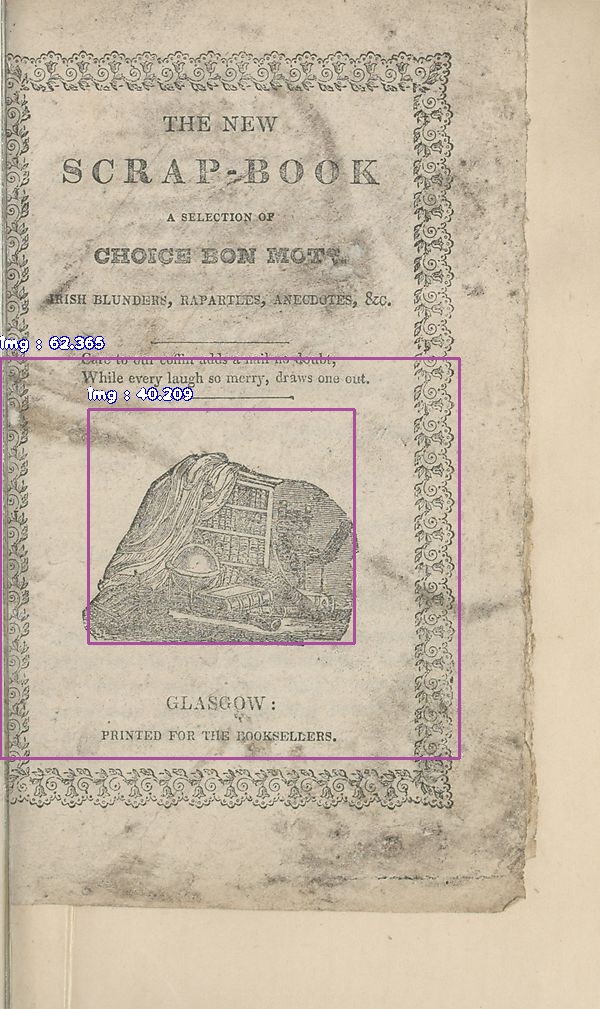 THE NEW
SCRAP-BOOK
A SELECTION OF
CHOICE BON MOTS,
IRISH BLUNDERS, RAPARTEES, ANECDOTES, &c.
img : 62.365
Care to our coffin adds a nail no doubt,
While every laugh so merry, draws one out.
img : 40.209
GLASGOW:
PRINTED FOR THE BOOKSELLERS.